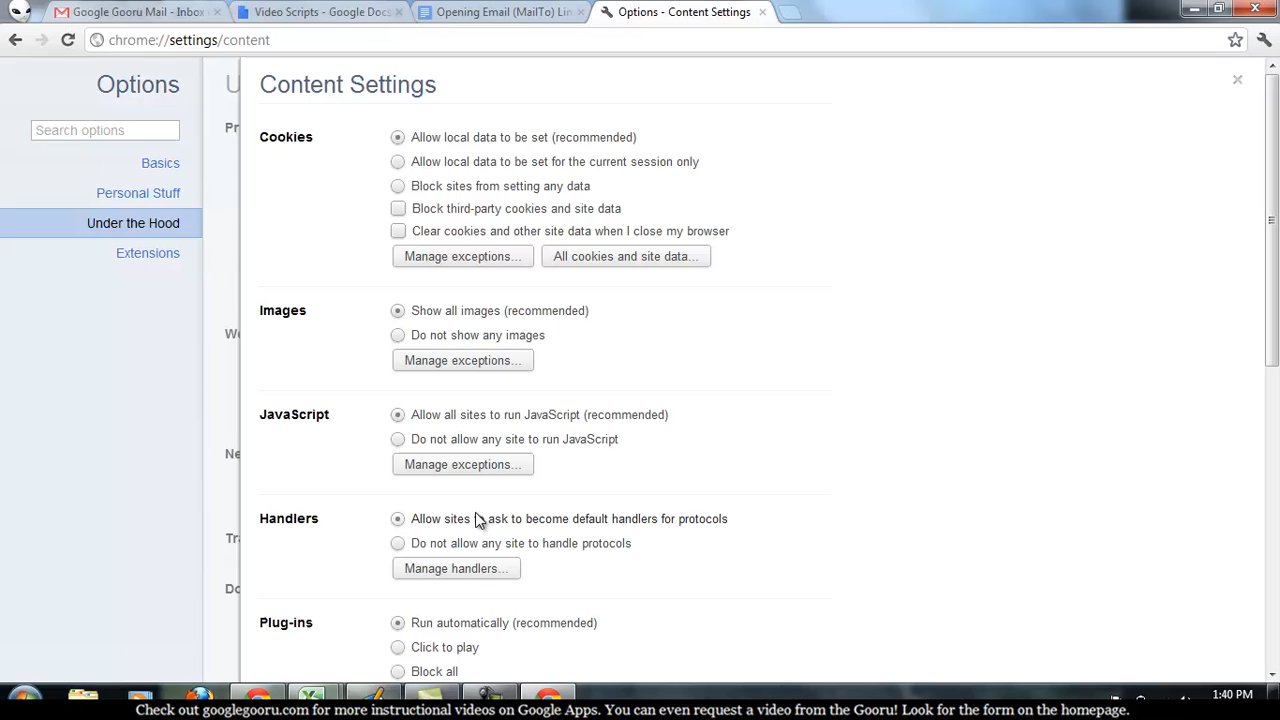 Google Gooru Mail - Inbox
Video Scripts - Google Docs
Opening Email (MailTo) Lin
Options - Content Settings
chrome://settings/content
Options
Search options
Basics
Personal Stuff
Under the Hood
Extensions
Content Settings
Cookies
Allow local data to be set (recommended)
Allow local data to be set for the current session only
Block sites from setting any data
Block third-party cookies and site data
Clear cookies and other site data when I close my browser
Manage exceptions... All cookies and site data...
Images
Show all images (recommended)
Do not show any images
Manage exceptions...
JavaScript
Allow all sites to run JavaScript (recommended)
Do not allow any site to run JavaScript
Manage exceptions...
Handlers
Allow sites ask to become default handlers for protocols
Do not allow any site to handle protocols
Manage handlers...
Plug-ins
Run automatically (recommended)
Click to play
Block all
1:40 PM
Check out googlegooru.com for more instructional videos on Google Apps. You can even request a video from the Gooru! Look for the form on the homepage.